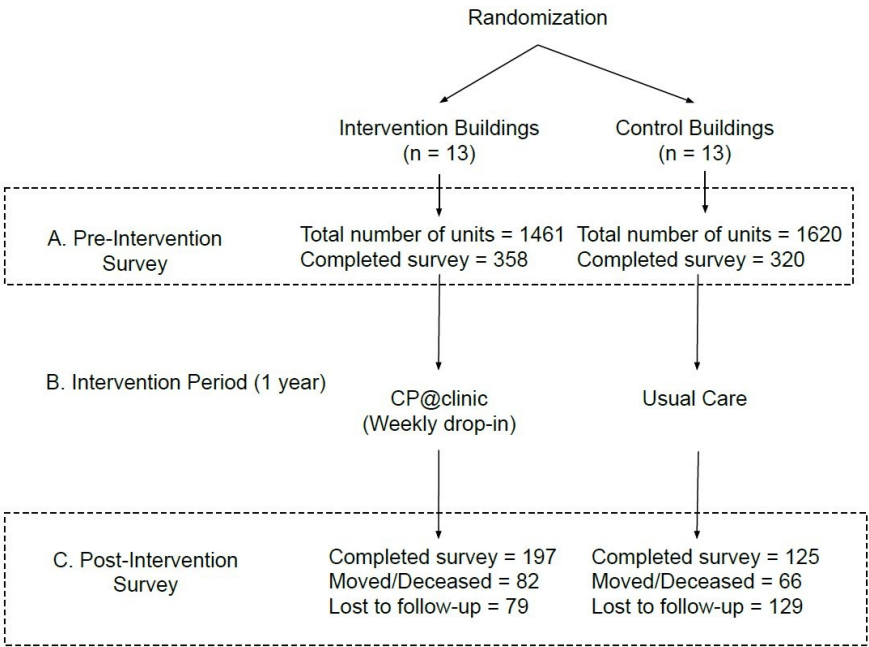 Randomization
Intervention Buildings
(n = 13)
Control Buildings
(n = 13)
A. Pre-Intervention
Survey
Total number of units = 1461
Completed survey = 358
Total number of units = 1620
Completed survey = 320
B. Intervention Period (1 year)
CP@clinic
(Weekly drop-in)
Usual Care
C. Post-Intervention
Survey
Completed survey = 197
Moved/Deceased = 82
Lost to follow-up = 79
Completed survey = 125
Moved/Deceased = 66
Lost to follow-up = 129